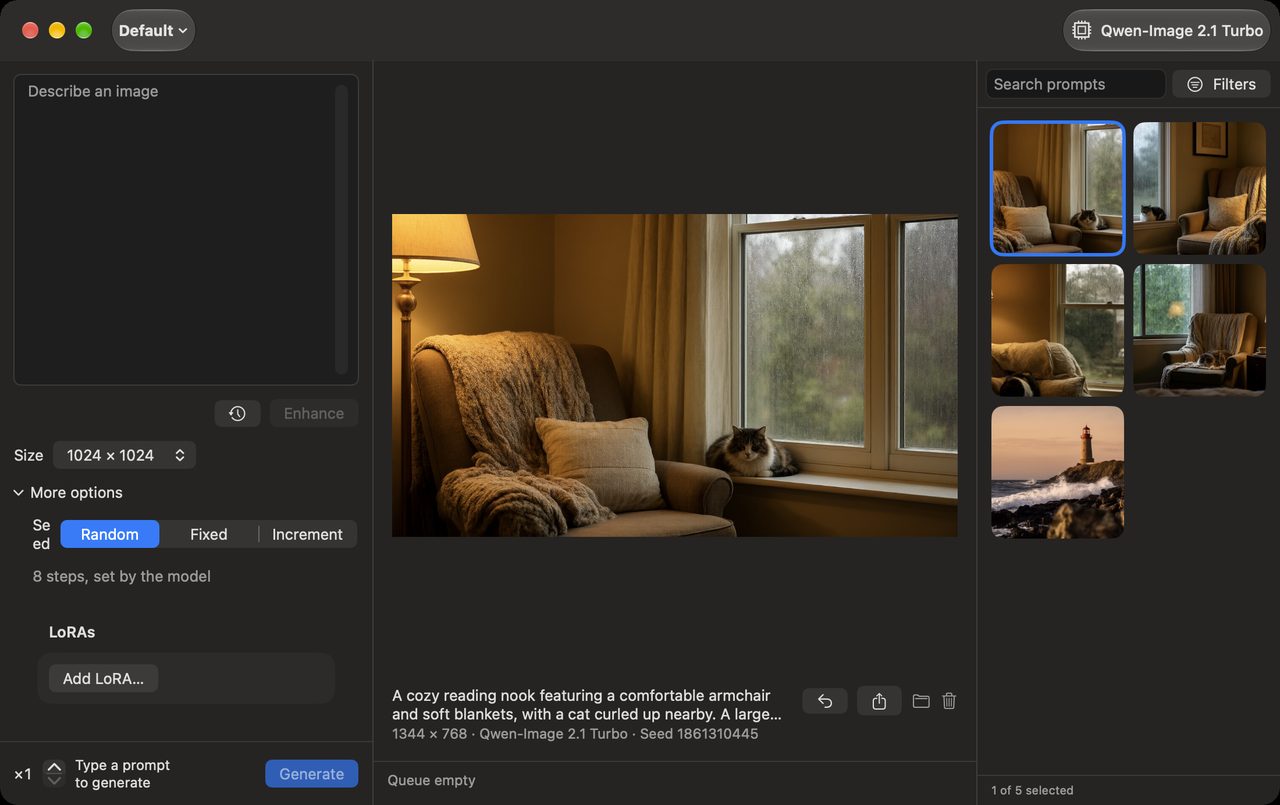 Default
Qwen-Image 2.1 Turbo
Describe an image
Enhance
Size
1024 × 1024
More options
Se
ed
Random
Fixed
Increment
8 steps, set by the model
LoRAs
Add LoRA...
×1
Type a prompt
to generate
Generate
A cozy reading nook featuring a comfortable armchair
and soft blankets, with a cat curled up nearby. A large...
1344 × 768 · Qwen-Image 2.1 Turbo · Seed 1861310445
Queue empty
Search prompts
Filters
1 of 5 selected